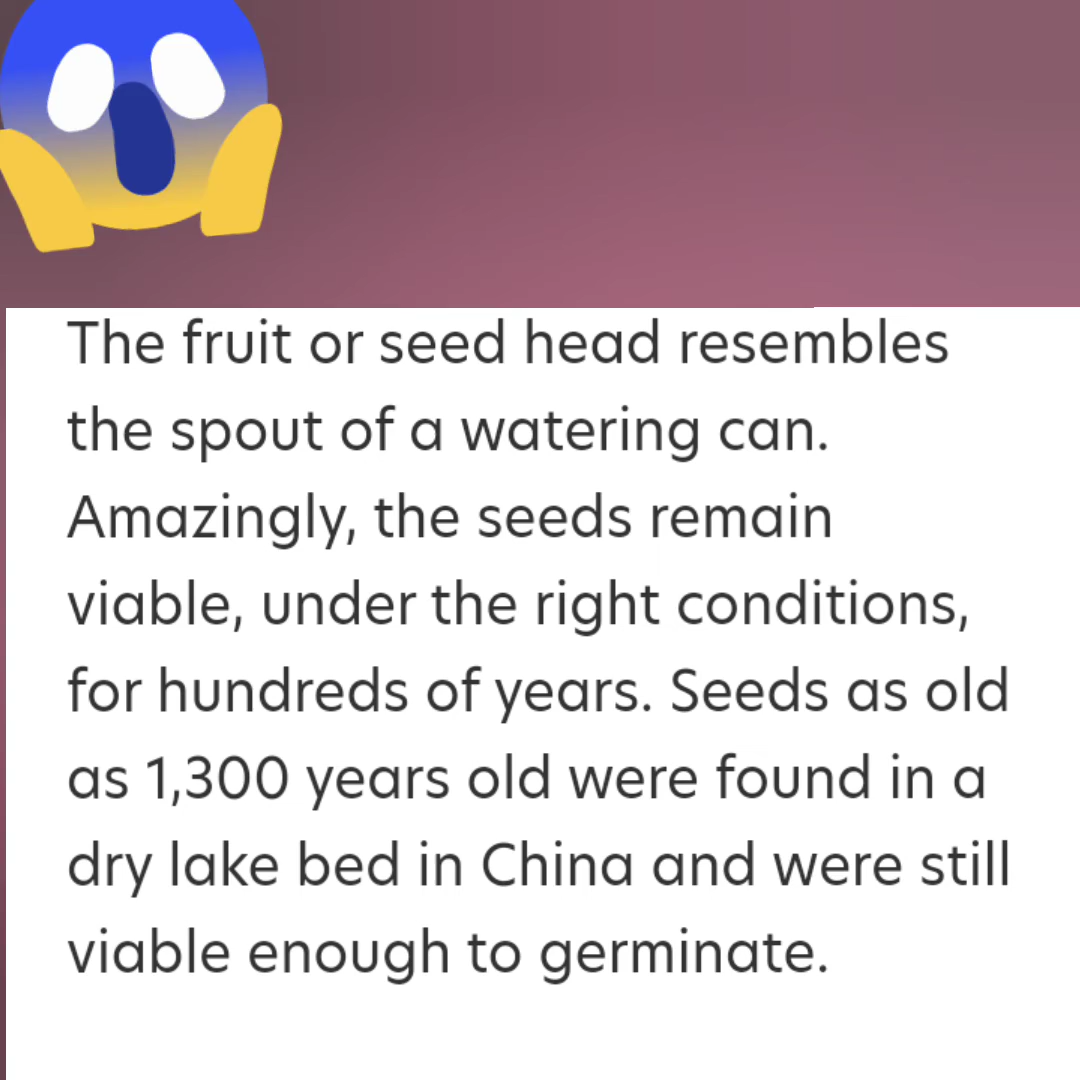 The fruit or seed head resembles
the spout of a watering can.
Amazingly, the seeds remain
viable, under the right conditions,
for hundreds of years. Seeds as old
as 1,300 years old were found in a
dry lake bed in China and were still
viable enough to germinate.